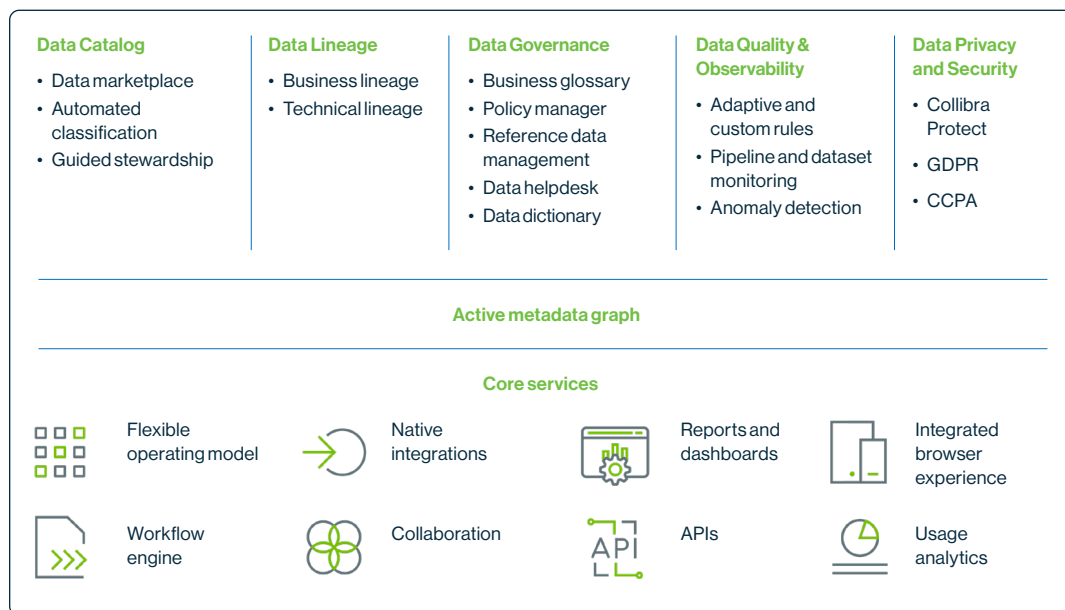 Data Catalog
• Data marketplace
• Automated
classification
• Guided stewardship
Data Lineage
• Business lineage
• Technical lineage
Data Governance
• Business glossary
• Policy manager
• Reference data
management
• Data helpdesk
• Data dictionary
Data Quality &
Observability
• Adaptive and
custom rules
• Pipeline and dataset
monitoring
• Anomaly detection
Data Privacy
and Security
• Collibra
Protect
• GDPR
• CCPA
Active metadata graph
Core services
Flexible
operating model
Native
integrations
Reports and
dashboards
Integrated
browser
experience
Workflow
engine
Collaboration
API
APIs
Usage
analytics